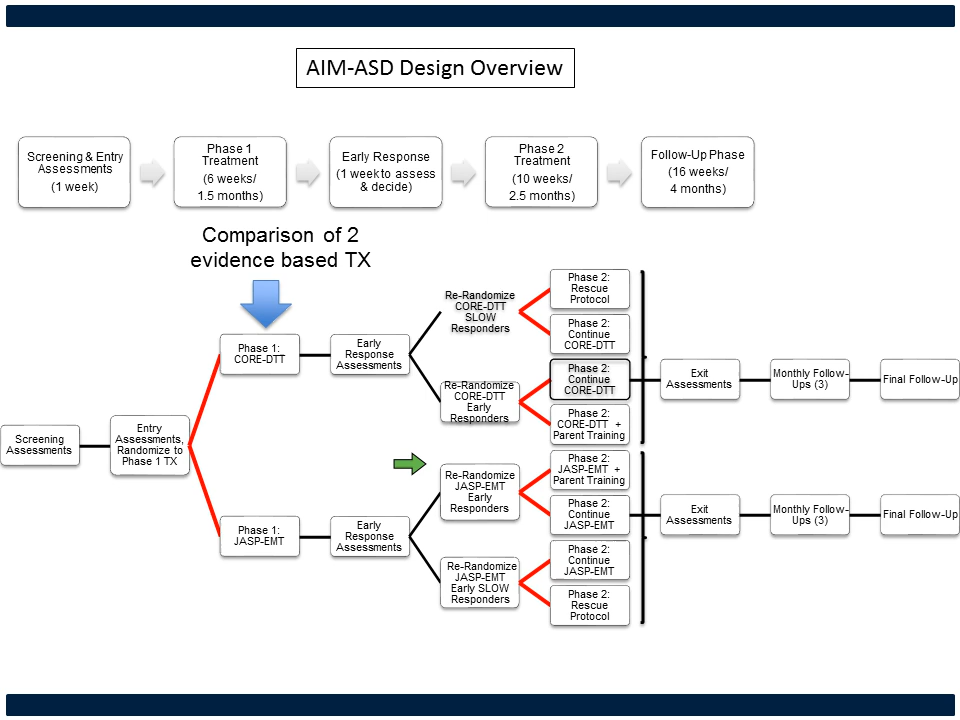 AIM-ASD Design Overview
Screening & Entry
Assessments
(1 week)
Phase 1
Treatment
(6 weeks/
1.5 months)
Early Response
(1 week to assess
& decide)
Phase 2
Treatment
(10 weeks/
2.5 months)
Follow-Up Phase
(16 weeks/
4 months)
Comparison of 2
evidence based TX
Screening
Assessments
Entry
Assessments,
Randomize to
Phase 1 TX
Phase 1:
CORE-DTT
Early
Response
Assessments
Re-Randomize
CORE-DTT
SLOW
Responders
Phase 2:
Rescue
Protocol
Phase 2:
Continue
CORE-DTT
Re-Randomize
CORE-DTT
Early
Responders
Phase 2:
Continue
CORE-DTT
Phase 2:
CORE-DTT +
Parent Training
Exit
Assessments
Monthly Follow-
Ups (3)
Final Follow-Up
Phase 1:
JASP-EMT
Early
Response
Assessments
Re-Randomize
JASP-EMT
Early
Responders
Phase 2:
JASP-EMT +
Parent Training
Phase 2:
Continue
JASP-EMT
Re-Randomize
JASP-EMT
Early SLOW
Responders
Phase 2:
Continue
JASP-EMT
Phase 2:
Rescue
Protocol
Exit
Assessments
Monthly Follow-
Ups (3)
Final Follow-Up